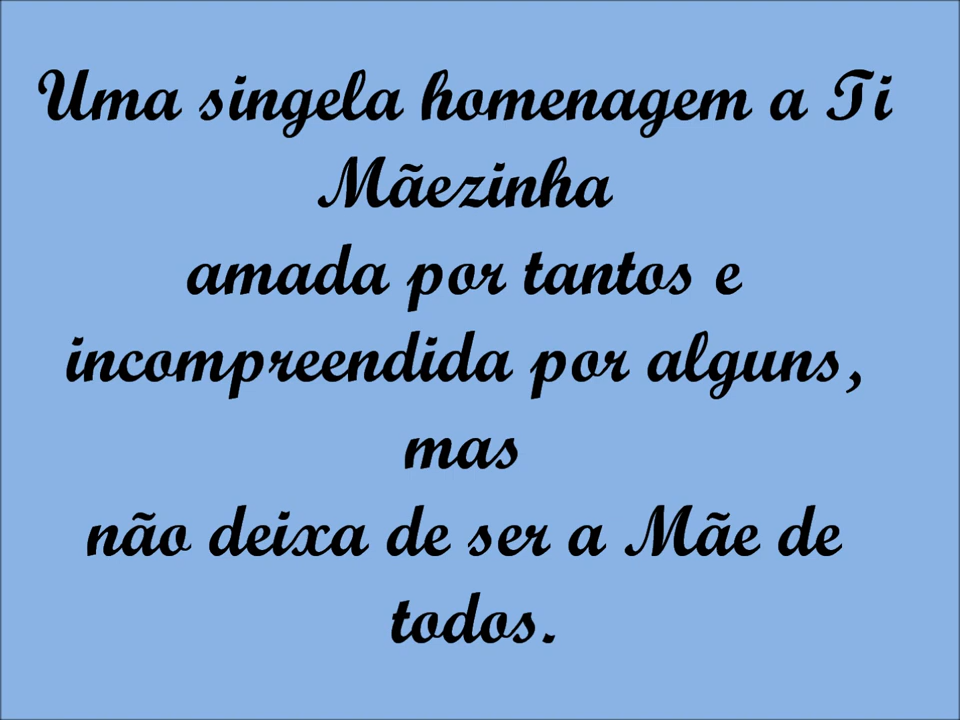 Uma singela homenagem a Ti
Mãezinha
amada por tantos e
incompreendida por alguns,
mas
não deixa de ser a Mãe de
todos.